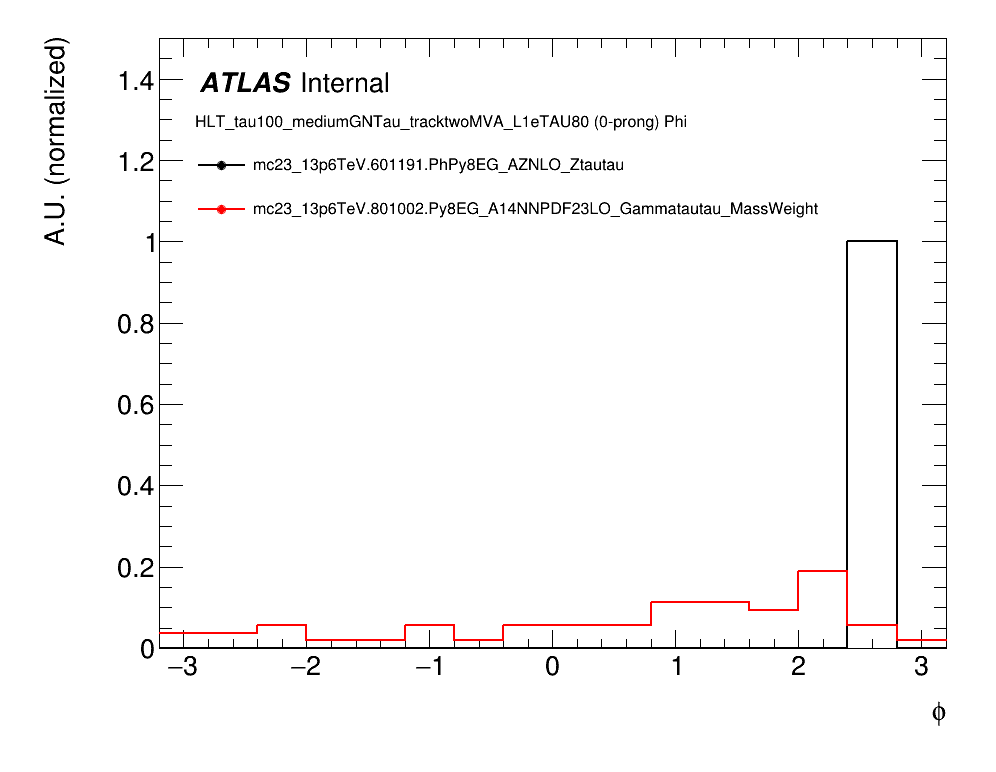 A.U. (normalized)
ATLAS Internal
HLT_tau100_mediumGNTau_tracktwoMVA_L1eTAU80 (0-prong) Phi
mc23_13p6TeV.601191.PhPy8EG_AZNLO_Ztautau
mc23_13p6TeV.801002.Py8EG_A14NNPDF23LO_Gammatautau_MassWeight
1.4
1.2
1
0.8
0.6
0.4
0.2
0
−3 −2 −1 0 1 2 3
ϕ